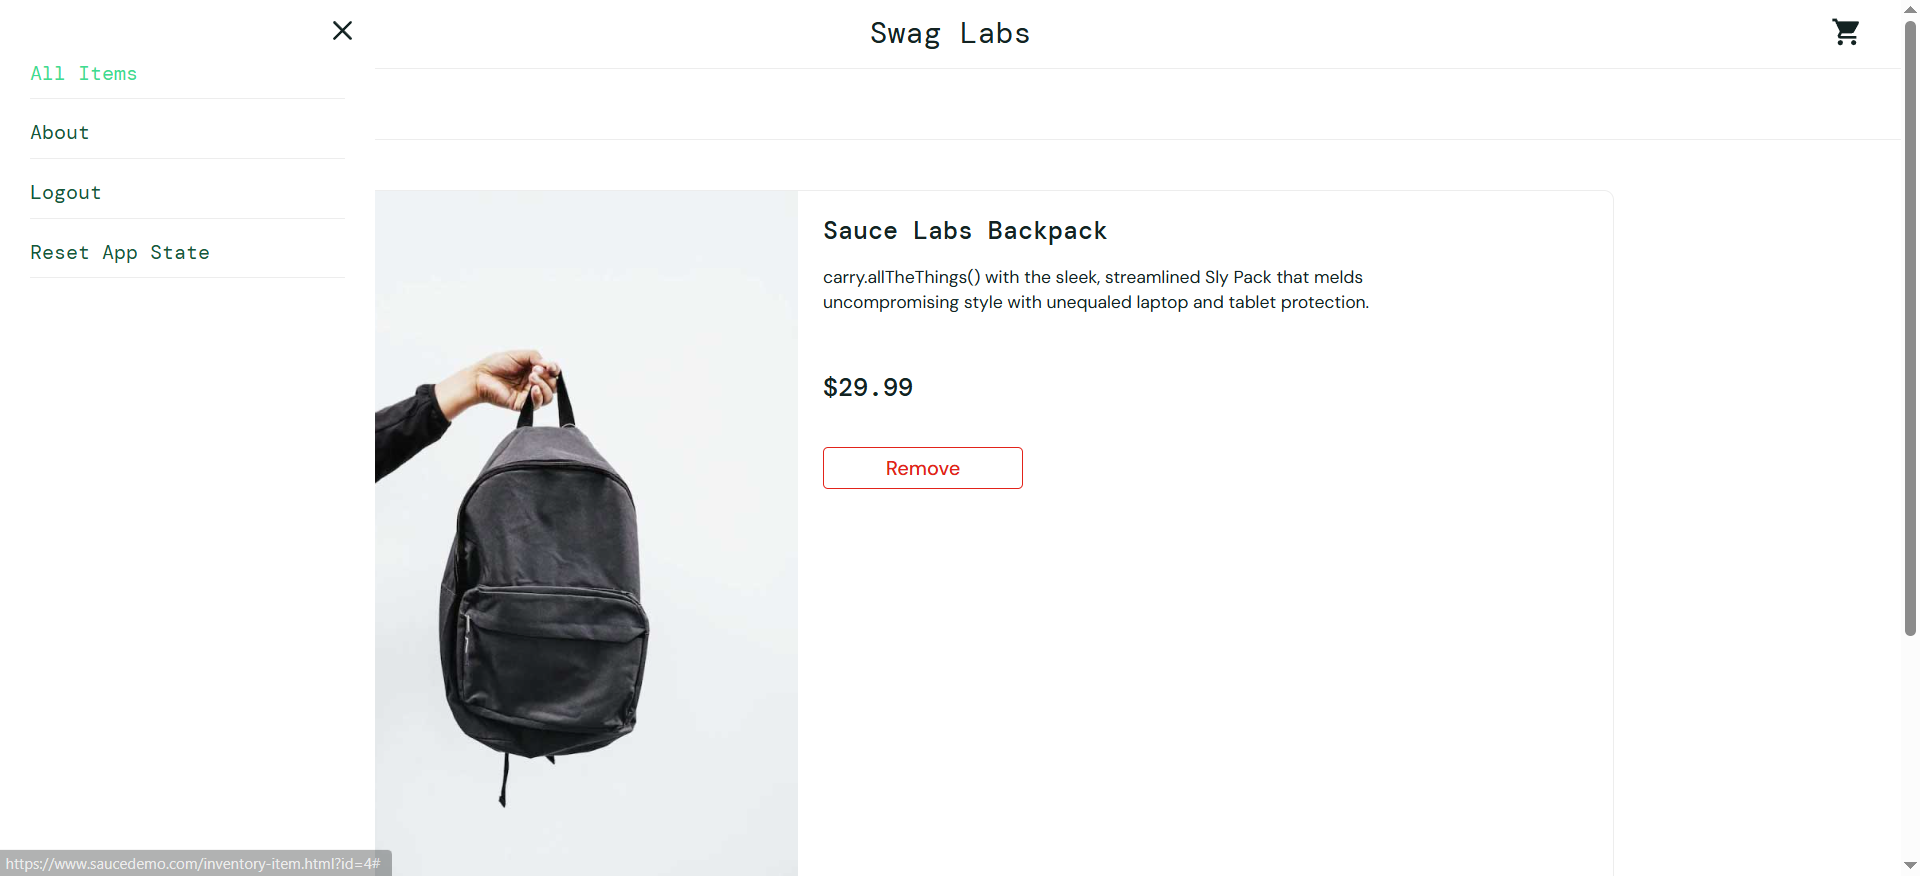 Swag Labs
All Items
About
Logout
Reset App State
Sauce Labs Backpack
carry.allTheThings() with the sleek, streamlined Sly Pack that melds
uncompromising style with unequaled laptop and tablet protection.
$29.99
Remove
https://www.saucedemo.com/inventory-item.html?id=4#